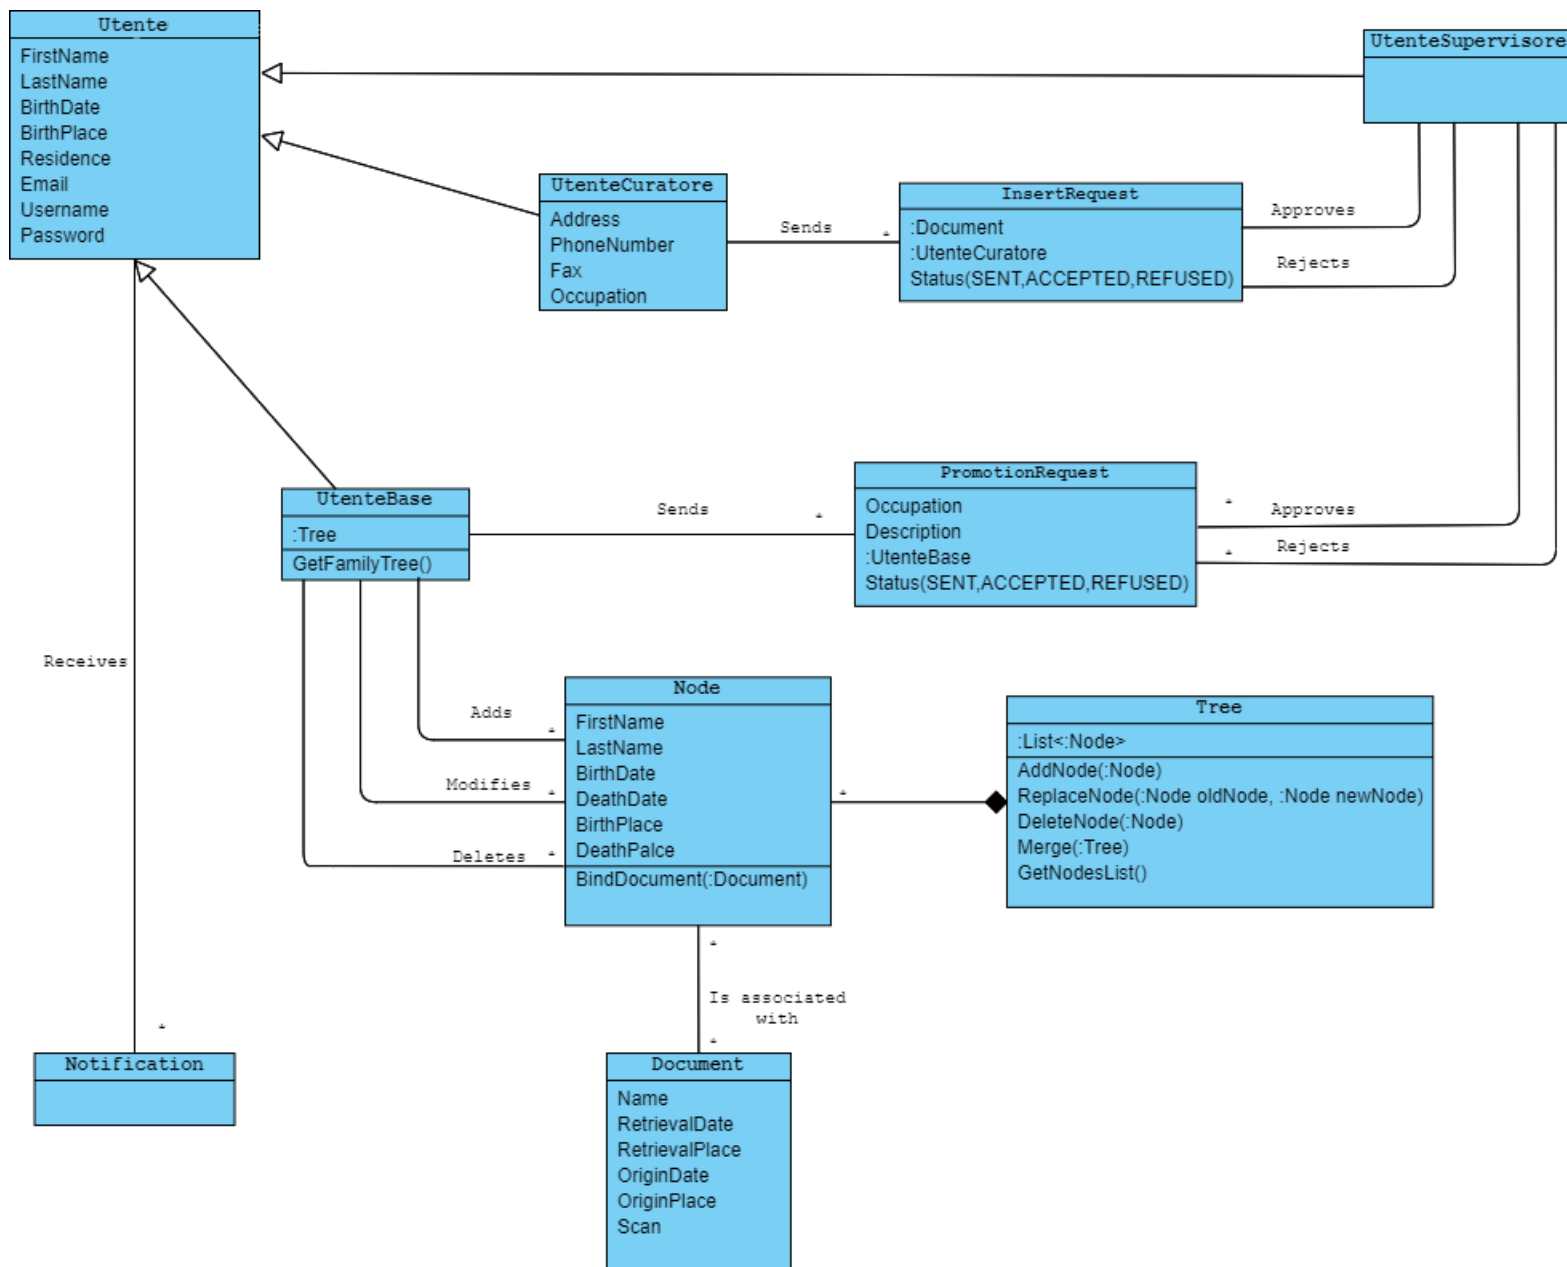 Utente
FirstName
LastName
BirthDate
BirthPlace
Residence
Email
Username
Password
UtenteSupervisore
UtenteCuratore
Address
PhoneNumber
Fax
Occupation
Sends
*
InsertRequest
:Document
:UtenteCuratore
Status(SENT,ACCEPTED,REFUSED)
Approves
Rejects
UtenteBase
:Tree
GetFamilyTree()
Sends
*
PromotionRequest
Occupation
Description
:UtenteBase
Status(SENT,ACCEPTED,REFUSED)
*
Approves
*
Rejects
Receives
*
Adds
*
Modifies
*
Deletes
*
Node
FirstName
LastName
BirthDate
DeathDate
BirthPlace
DeathPalce
BindDocument(:Document)
*
Tree
:List<:Node>
AddNode(:Node)
ReplaceNode(:Node oldNode, :Node newNode)
DeleteNode(:Node)
Merge(:Tree)
GetNodesList()
*
Is associated
with
*
Notification
Document
Name
RetrievalDate
RetrievalPlace
OriginDate
OriginPlace
Scan